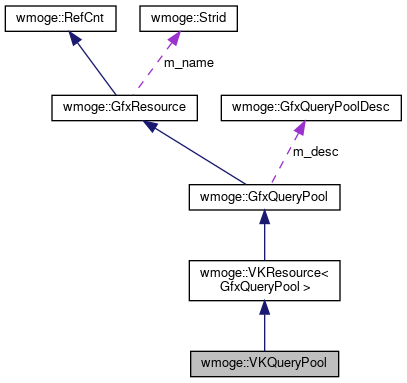 wmoge::RefCnt
wmoge::Strid
m_name
wmoge::GfxResource
wmoge::GfxQueryPoolDesc
m_desc
wmoge::GfxQueryPool
wmoge::VKResource<
GfxQueryPool >
wmoge::VKQueryPool